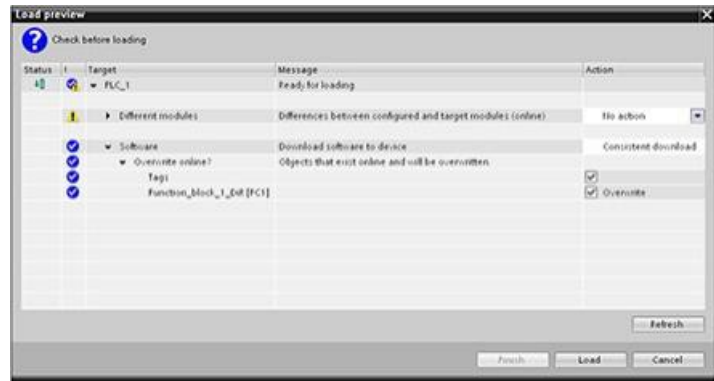 Load preview
Check before loading
Status ! Target Message Action
PLC_1 Ready for loading
Different modules Differences between configured and target modules (online) No action
Software Download software to device Consistent download
Overwrite online? Objects that exist online and will be overwritten.
Tags
Function_block_1_DB [FC1] Overwrite
Refresh
Finish Load Cancel